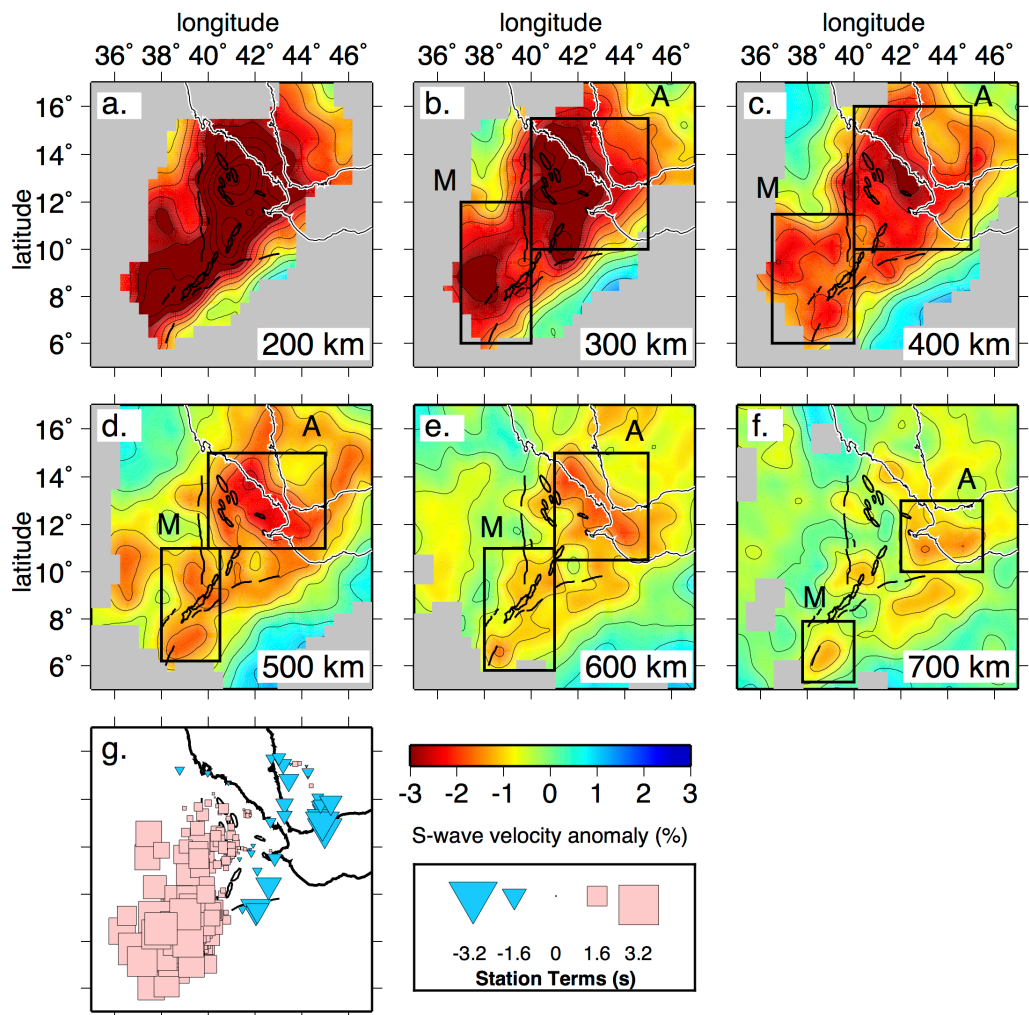 longitude longitude longitude
36° 38° 40° 42° 44° 46° 36° 38° 40° 42° 44° 46° 36° 38° 40° 42° 44° 46°
16° a. b. A c. A
14°
M M
12°
latitude
10°
8°
6° 200 km 300 km 400 km
16° d. A e. A f.
14°
A
12° M M
latitude
10°
M
8°
6° 500 km 600 km 700 km
g.
-3 -2 -1 0 1 2 3
S-wave velocity anomaly (%)
-3.2 -1.6 0 1.6 3.2
Station Terms (s)